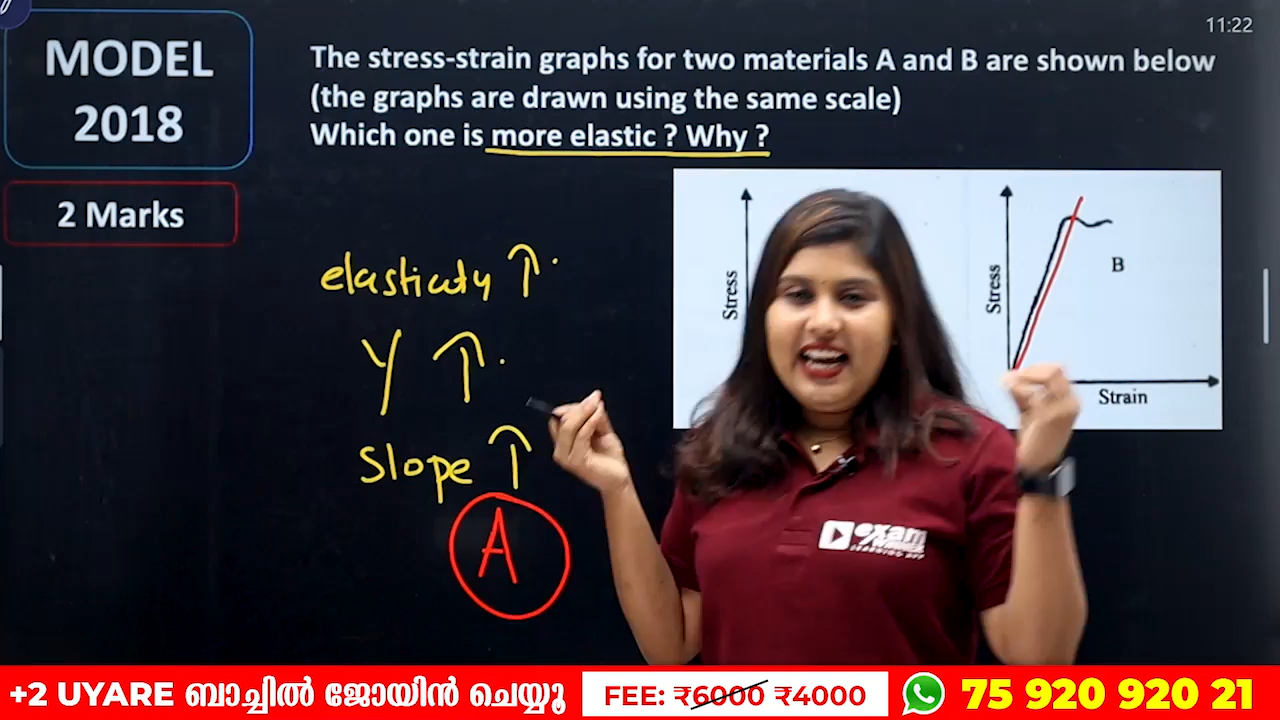 11:22
MODEL
2018
2 Marks
The stress-strain graphs for two materials A and B are shown below
(the graphs are drawn using the same scale)
Which one is more elastic ? Why ?
elasticity ↑
Y ↑
slope ↑
A
Stress
Stress
B
Strain
exam
LEARNING APP
+2 UYARE ബാച്ചിൽ ജോയിൻ ചെയ്യൂ
FEE: ₹6000 ₹4000
75 920 920 21